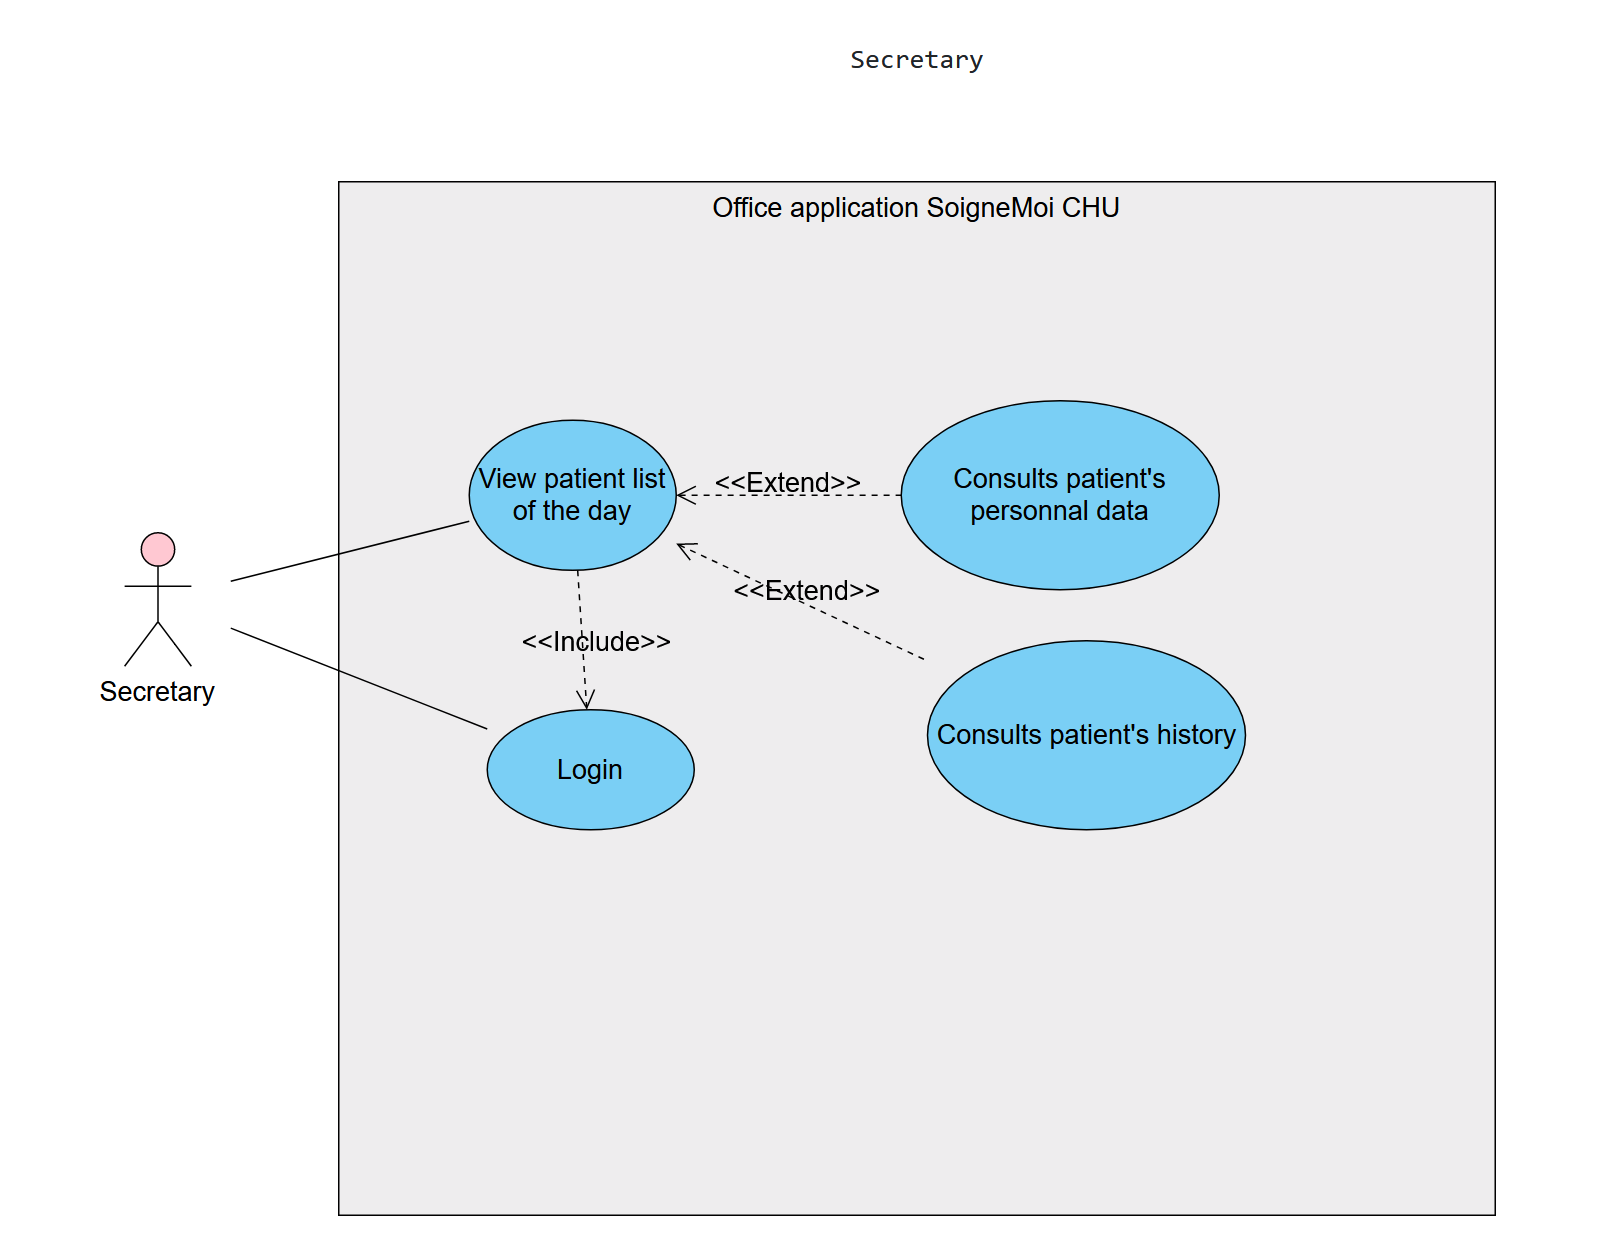 Secretary
Office application SoigneMoi CHU
View patient list
of the day
<<Extend>>
Consults patient's
personnal data
<<Extend>>
<<Include>>
Secretary
Consults patient's history
Login